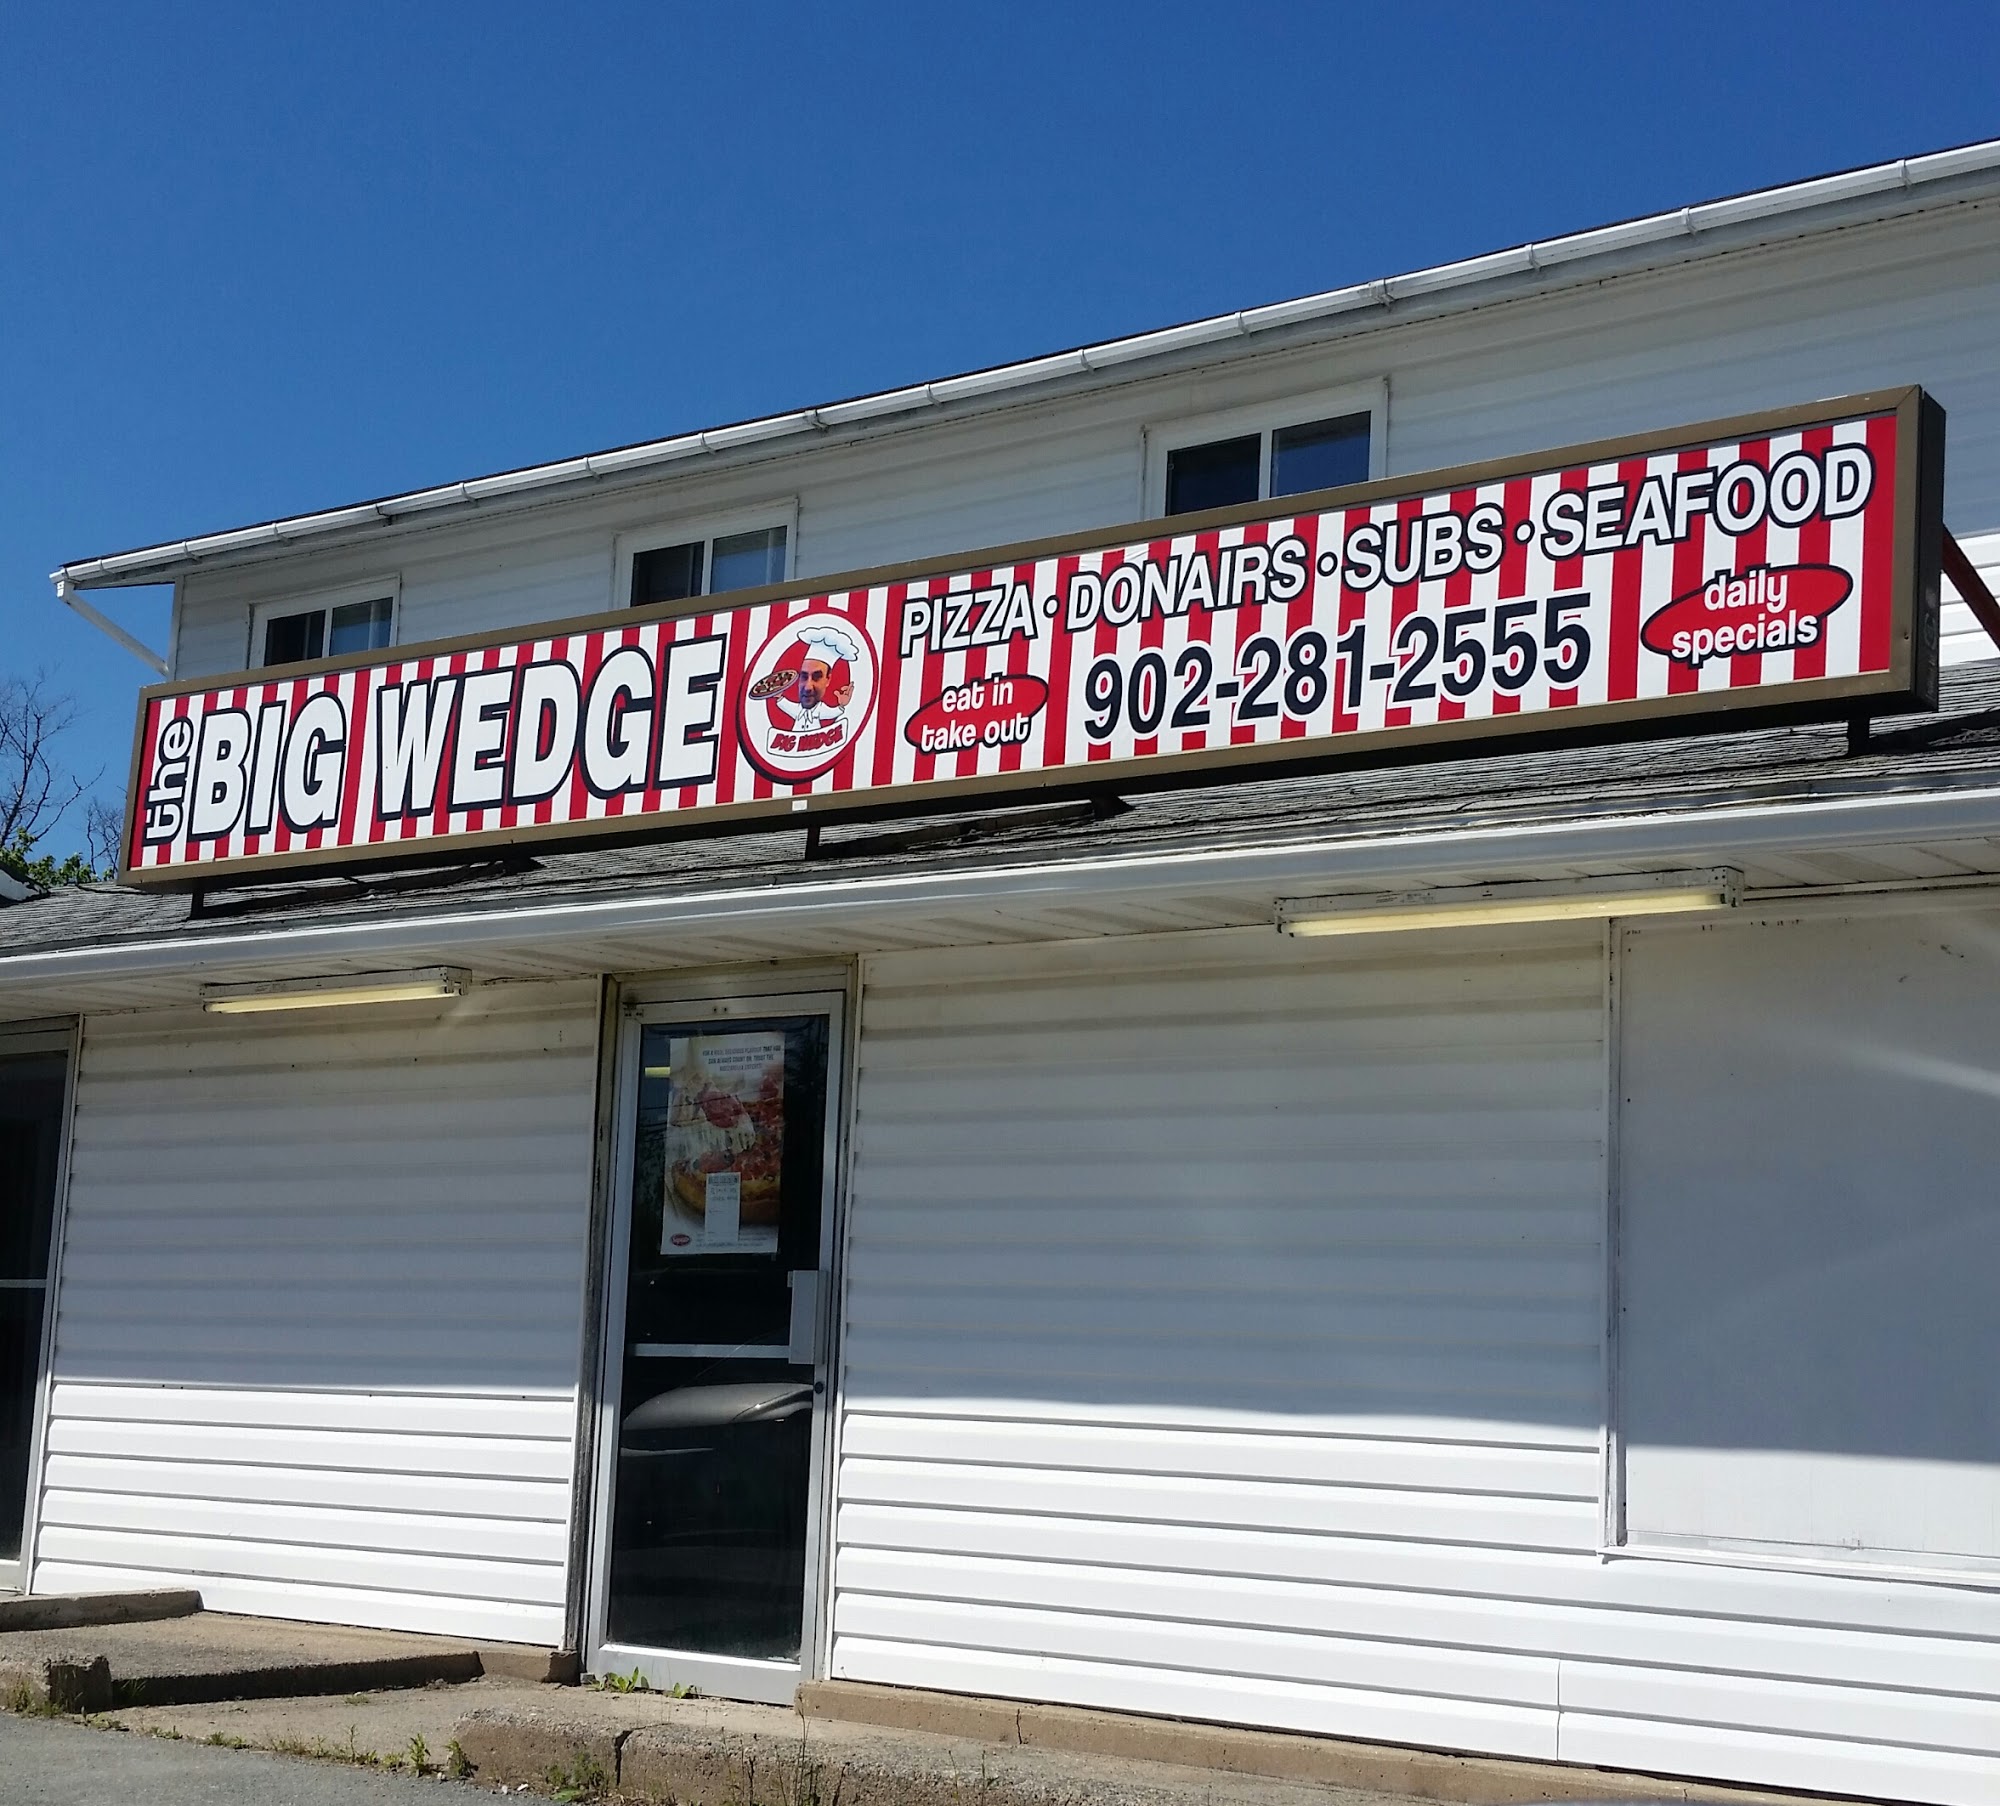 the BIG WEDGE
BIG WEDGE
PIZZA • DONAIRS • SUBS • SEAFOOD
eat in
take out
902-281-2555
daily
specials